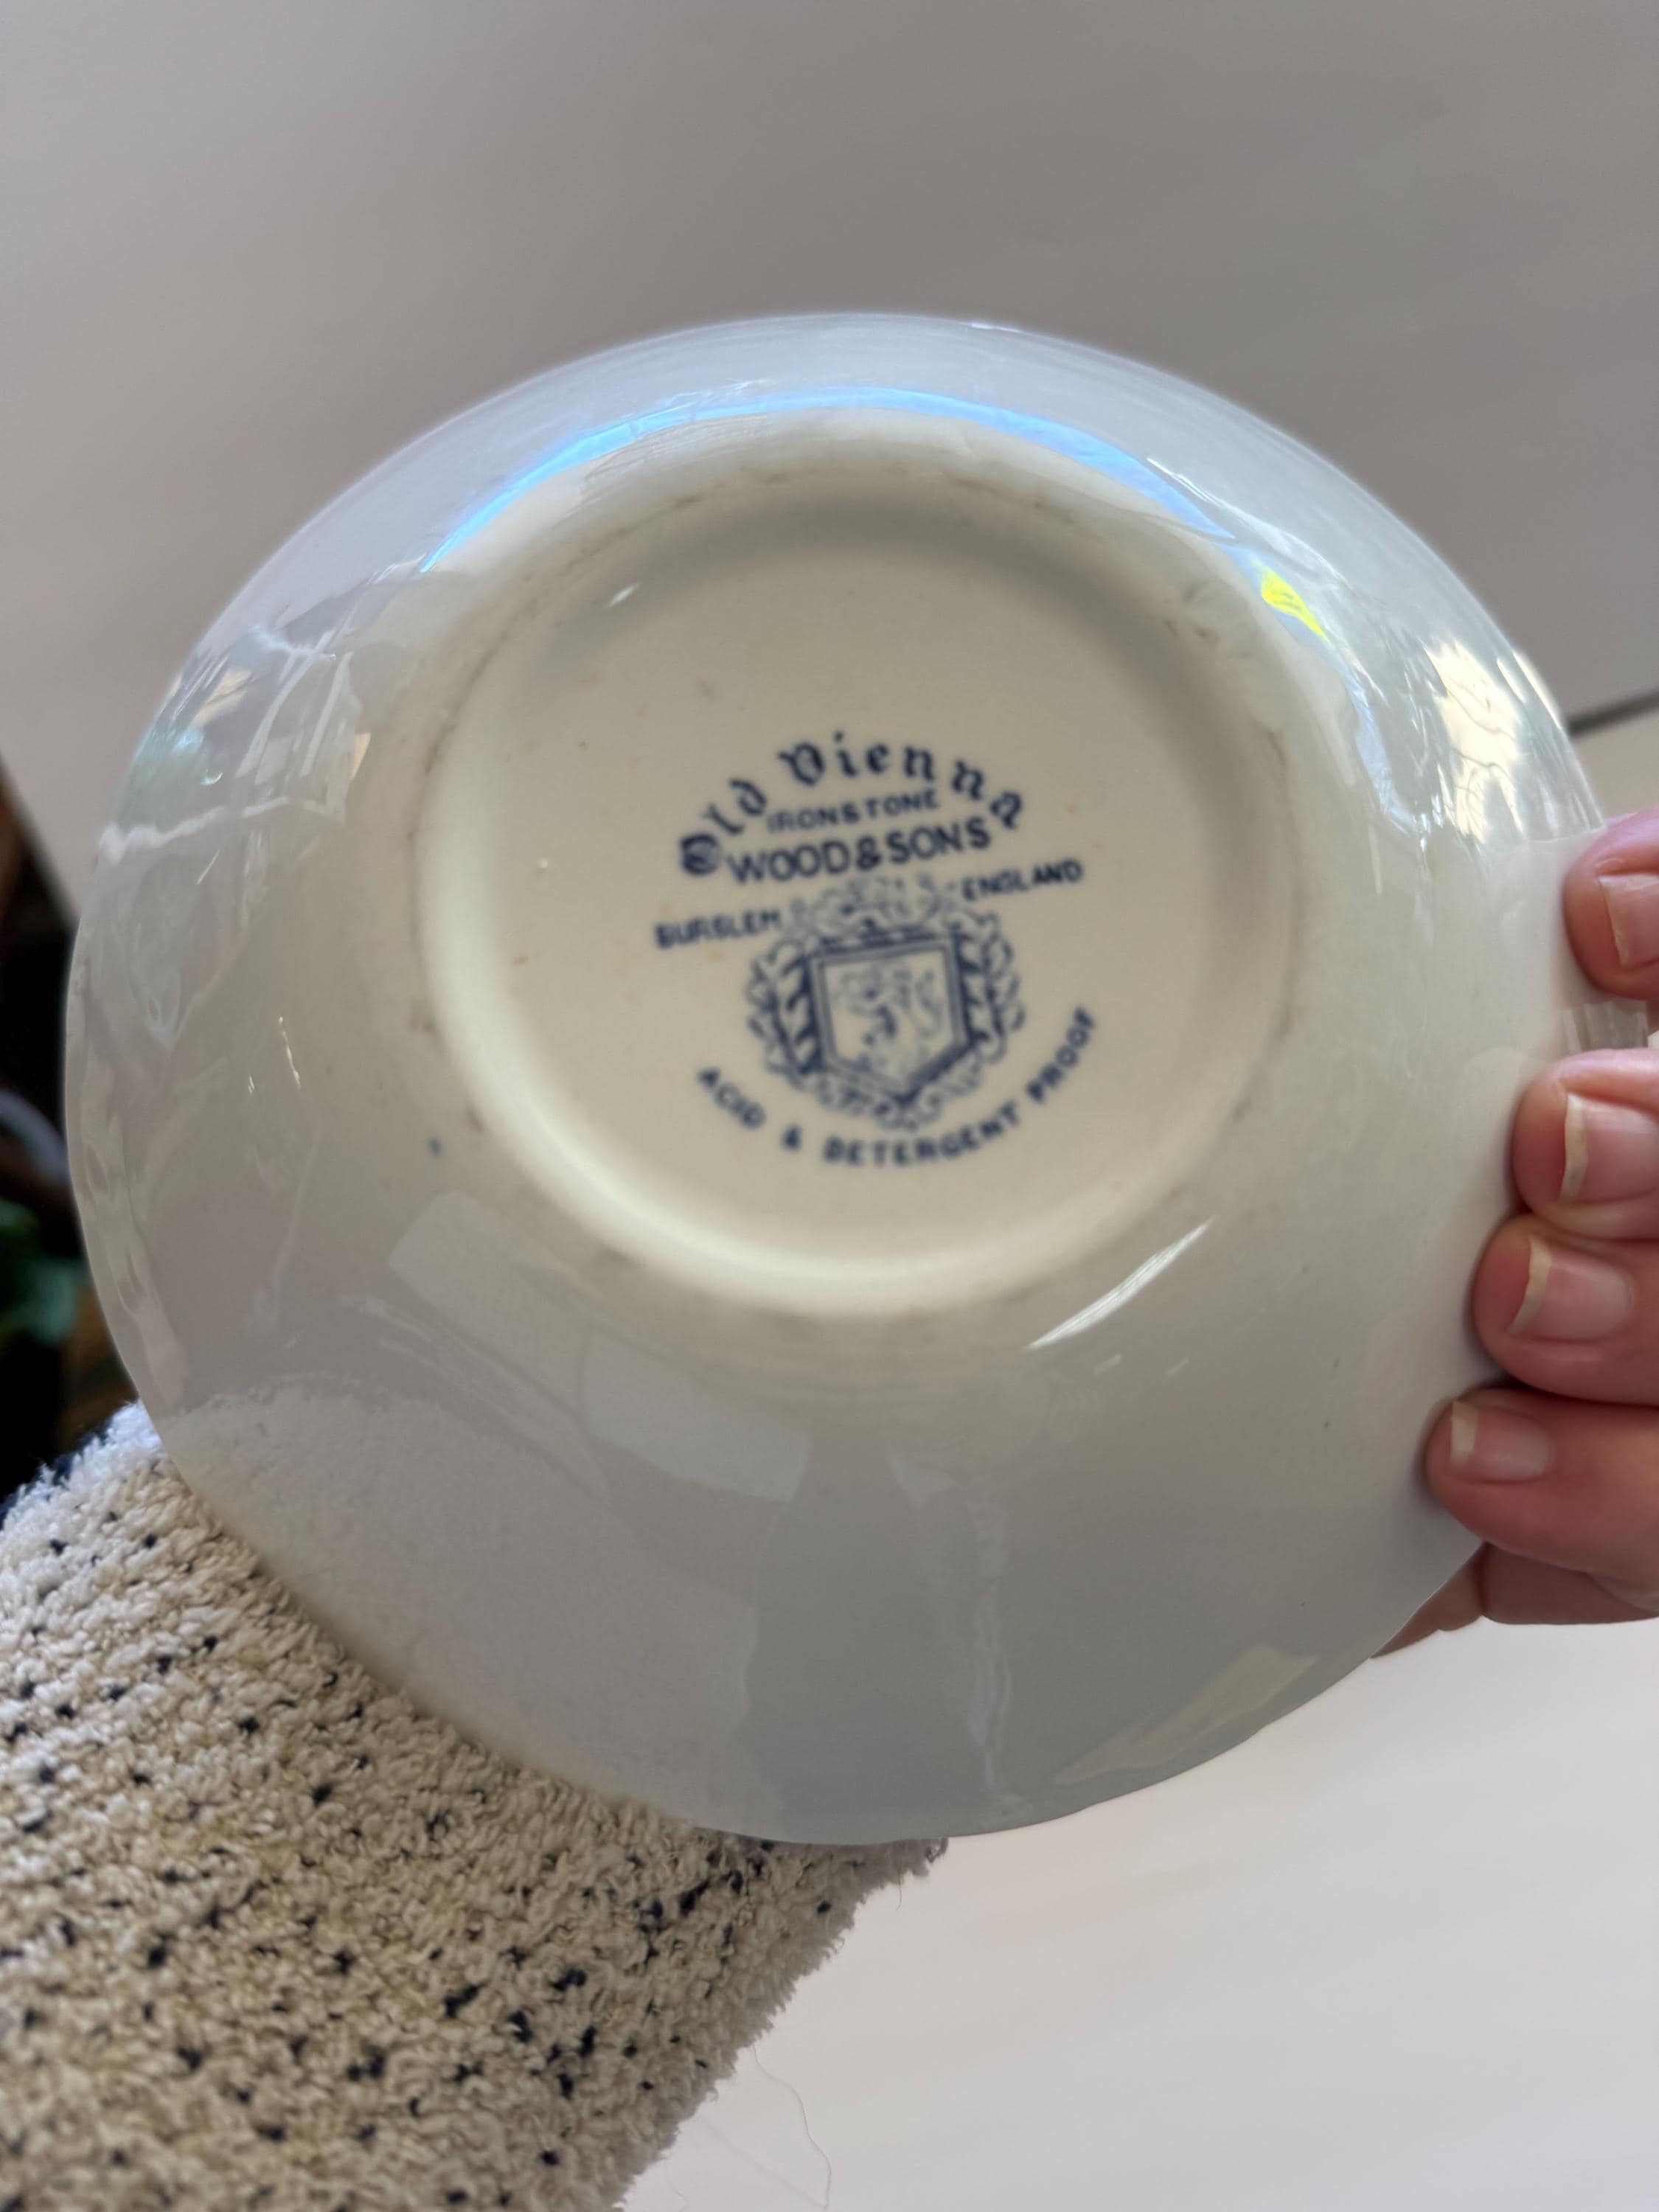 Old Vienna
IRONSTONE
WOOD & SONS
BURSLEM ENGLAND
ACID & DETERGENT PROOF